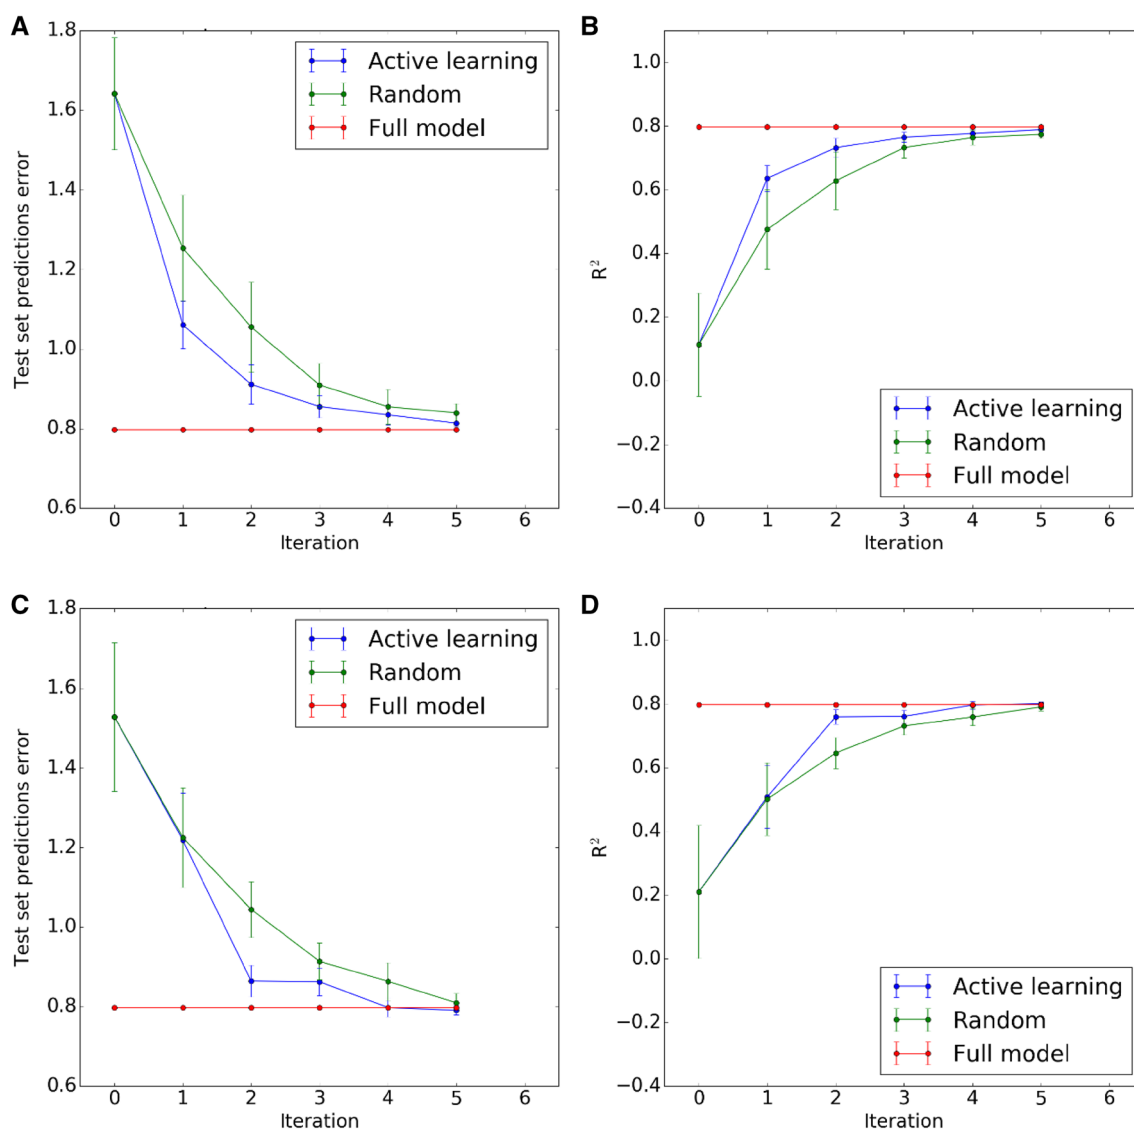 A
1.8
1.6
1.4
1.2
1.0
0.8
0.6
Test set predictions error
Active learning
Random
Full model
0 1 2 3 4 5 6
Iteration
B
1.0
0.8
0.6
0.4
0.2
0.0
−0.2
−0.4
R²
Active learning
Random
Full model
0 1 2 3 4 5 6
Iteration
C
1.8
1.6
1.4
1.2
1.0
0.8
0.6
Test set predictions error
Active learning
Random
Full model
0 1 2 3 4 5 6
Iteration
D
1.0
0.8
0.6
0.4
0.2
0.0
−0.2
−0.4
R²
Active learning
Random
Full model
0 1 2 3 4 5 6
Iteration